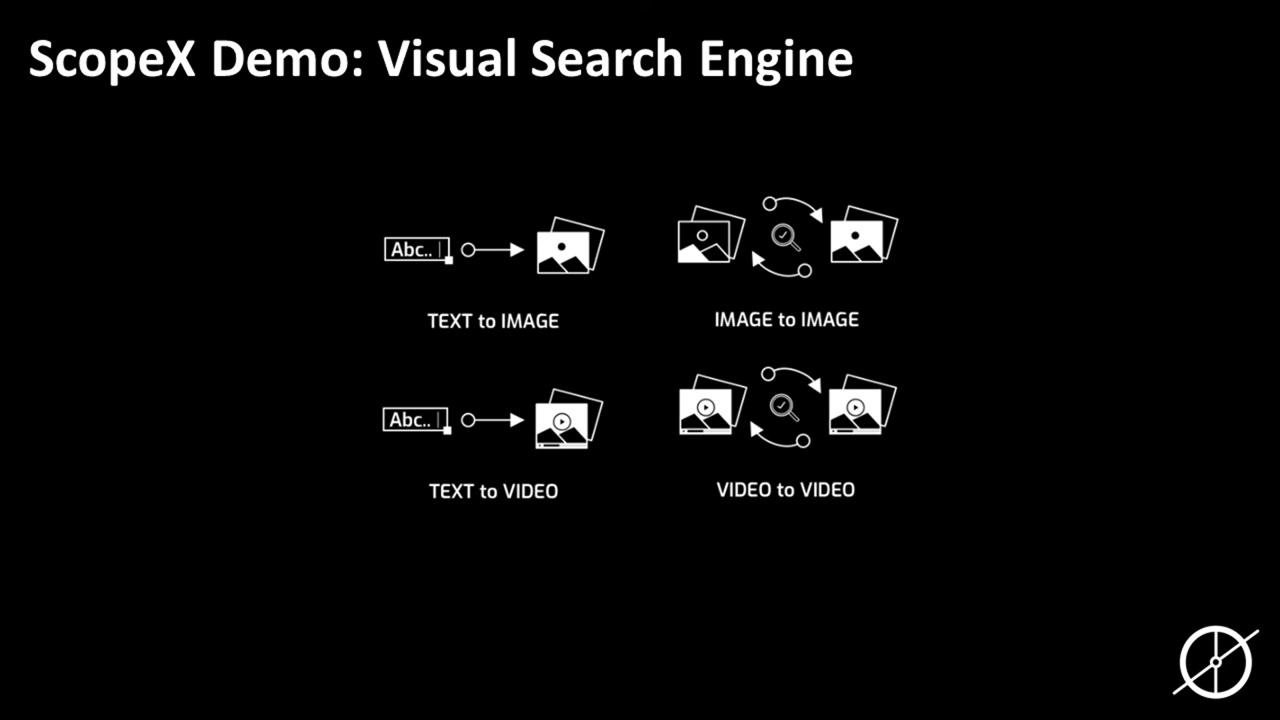 ScopeX Demo: Visual Search Engine
Abc..
TEXT to IMAGE
IMAGE to IMAGE
Abc..
TEXT to VIDEO
VIDEO to VIDEO